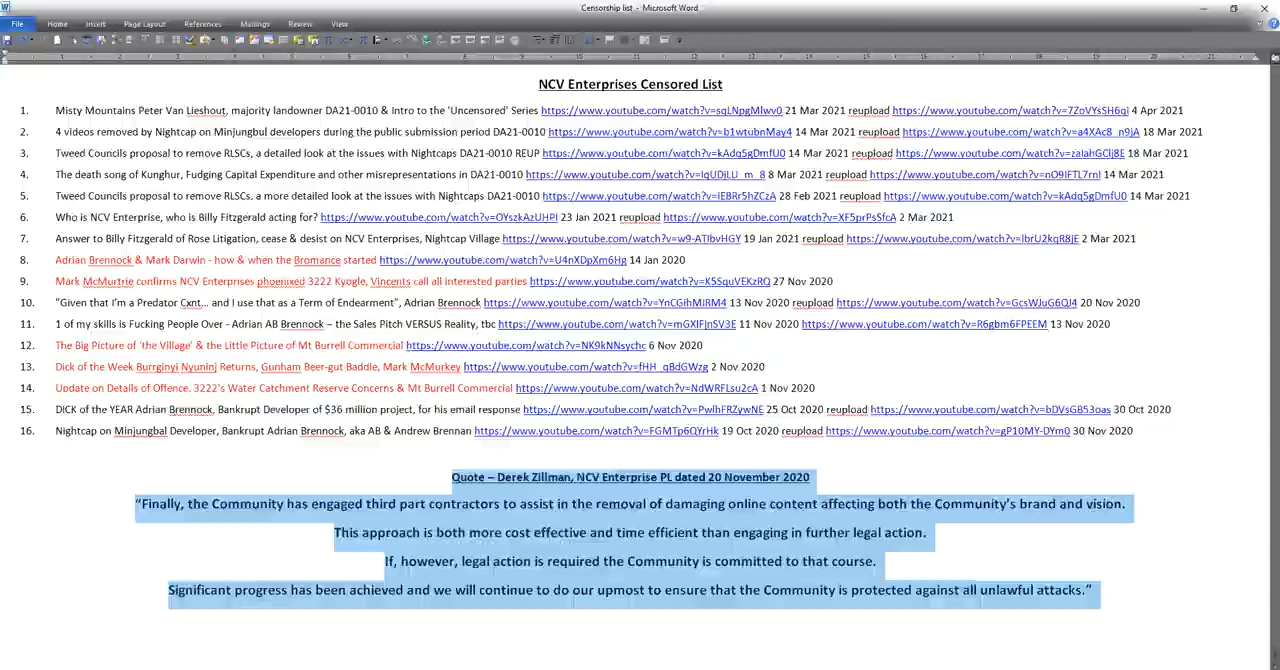 Censorship list - Microsoft Word
File Home Insert Page Layout References Mailings Review View
NCV Enterprises Censored List
1. Misty Mountains Peter Van Lieshout, majority landowner DA21-0010 & Intro to the 'Uncensored' Series https://www.youtube.com/watch?v=sqLNpgMlwv0 21 Mar 2021 reupload https://www.youtube.com/watch?v=7ZoVYsSH6qi 4 Apr 2021
2. 4 videos removed by Nightcap on Minjungbul developers during the public submission period DA21-0010 https://www.youtube.com/watch?v=b1wtubnMay4 14 Mar 2021 reupload https://www.youtube.com/watch?v=a4XAc8_n9jA 18 Mar 2021
3. Tweed Councils proposal to remove RLSCs, a detailed look at the issues with Nightcaps DA21-0010 REUP https://www.youtube.com/watch?v=kAdq5gDmfU0 14 Mar 2021 reupload https://www.youtube.com/watch?v=zaIahGClj8E 18 Mar 2021
4. The death song of Kunghur, Fudging Capital Expenditure and other misrepresentations in DA21-0010 https://www.youtube.com/watch?v=IqUDjLU_m_8 8 Mar 2021 reupload https://www.youtube.com/watch?v=nO9IFTL7rnI 14 Mar 2021
5. Tweed Councils proposal to remove RLSCs. a more detailed look at the issues with Nightcaps DA21-0010 https://www.youtube.com/watch?v=iEBRr5hZCzA 28 Feb 2021 reupload https://www.youtube.com/watch?v=kAdq5gDmfU0 14 Mar 2021
6. Who is NCV Enterprise, who is Billy Fitzgerald acting for? https://www.youtube.com/watch?v=OYszkAzUHPI 23 Jan 2021 reupload https://www.youtube.com/watch?v=XF5prPsSfcA 2 Mar 2021
7. Answer to Billy Fitzgerald of Rose Litigation, cease & desist on NCV Enterprises, Nightcap Village https://www.youtube.com/watch?v=w9-ATIbvHGY 19 Jan 2021 reupload https://www.youtube.com/watch?v=lbrU2kqR8jE 2 Mar 2021
8. Adrian Brennock & Mark Darwin - how & when the Bromance started https://www.youtube.com/watch?v=U4nXDpXm6Hg 14 Jan 2020
9. Mark McMurtrie confirms NCV Enterprises phoenixed 3222 Kyogle, Vincents call all Interested parties https://www.youtube.com/watch?v=K5SquVEKzRQ 27 Nov 2020
10. "Given that I'm a Predator Cxnt... and I use that as a Term of Endearment", Adrian Brennock https://www.youtube.com/watch?v=YnCGihMiRM4 13 Nov 2020 reupload https://www.youtube.com/watch?v=GcsWJuG6QJ4 20 Nov 2020
11. 1 of my skills is Fucking People Over - Adrian AB Brennock – the Sales Pitch VERSUS Reality, tbc https://www.youtube.com/watch?v=mGXlFJnSV3E 11 Nov 2020 reupload https://www.youtube.com/watch?v=R6gbm6FPEEM 13 Nov 2020
12. The Big Picture of 'the Village' & the Little Picture of Mt Burrell Commercial https://www.youtube.com/watch?v=NK9kNNsychc 6 Nov 2020
13. Dick of the Week Burrginyi Nyuninj Returns, Gunham Beer-gut Baddle, Mark McMurkey https://www.youtube.com/watch?v=fHH_qBdGWzg 2 Nov 2020
14. Update on Details of Offence. 3222's Water Catchment Reserve Concerns & Mt Burrell Commercial https://www.youtube.com/watch?v=NdWRFLsu2cA 1 Nov 2020
15. DICK of the YEAR Adrian Brennock, Bankrupt Developer of $36 million project, for his email response https://www.youtube.com/watch?v=PwlhFRZywNE 25 Oct 2020 reupload https://www.youtube.com/watch?v=bDVsGB53oas 30 Oct 2020
16. Nightcap on Minjungbal Developer, Bankrupt Adrian Brennock, aka AB & Andrew Brennan https://www.youtube.com/watch?v=FGMTp6QYrHk 19 Oct 2020 reupload https://www.youtube.com/watch?v=gP10MY-DYm0 30 Nov 2020
Quote – Derek Zillman, NCV Enterprise PL dated 20 November 2020
"Finally, the Community has engaged third part contractors to assist in the removal of damaging online content affecting both the Community's brand and vision.
This approach is both more cost effective and time efficient than engaging in further legal action.
If, however, legal action is required the Community is committed to that course.
Significant progress has been achieved and we will continue to do our upmost to ensure that the Community is protected against all unlawful attacks."